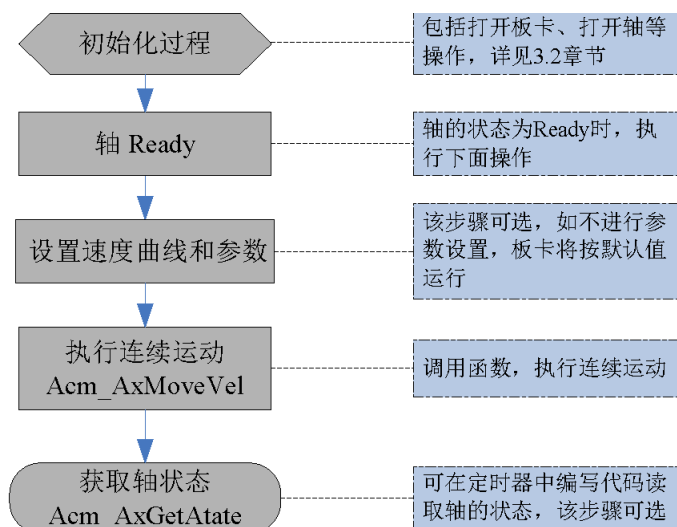 初始化过程
包括打开板卡、打开轴等
操作，详见3.2章节
轴 Ready
轴的状态为Ready时，执
行下面操作
设置速度曲线和参数
该步骤可选，如不进行参
数设置，板卡将按默认值
运行
执行连续运动
Acm_AxMoveVel
调用函数，执行连续运动
获取轴状态
Acm_AxGetAtate
可在定时器中编写代码读
取轴的状态，该步骤可选